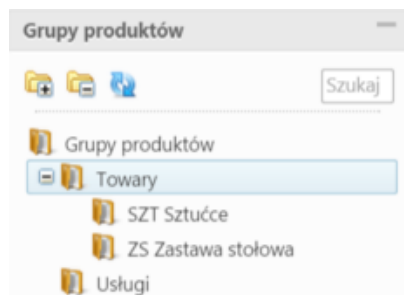 Grupy produktów
Szukaj
Grupy produktów
Towary
SZT Sztućce
ZS Zastawa stołowa
Usługi